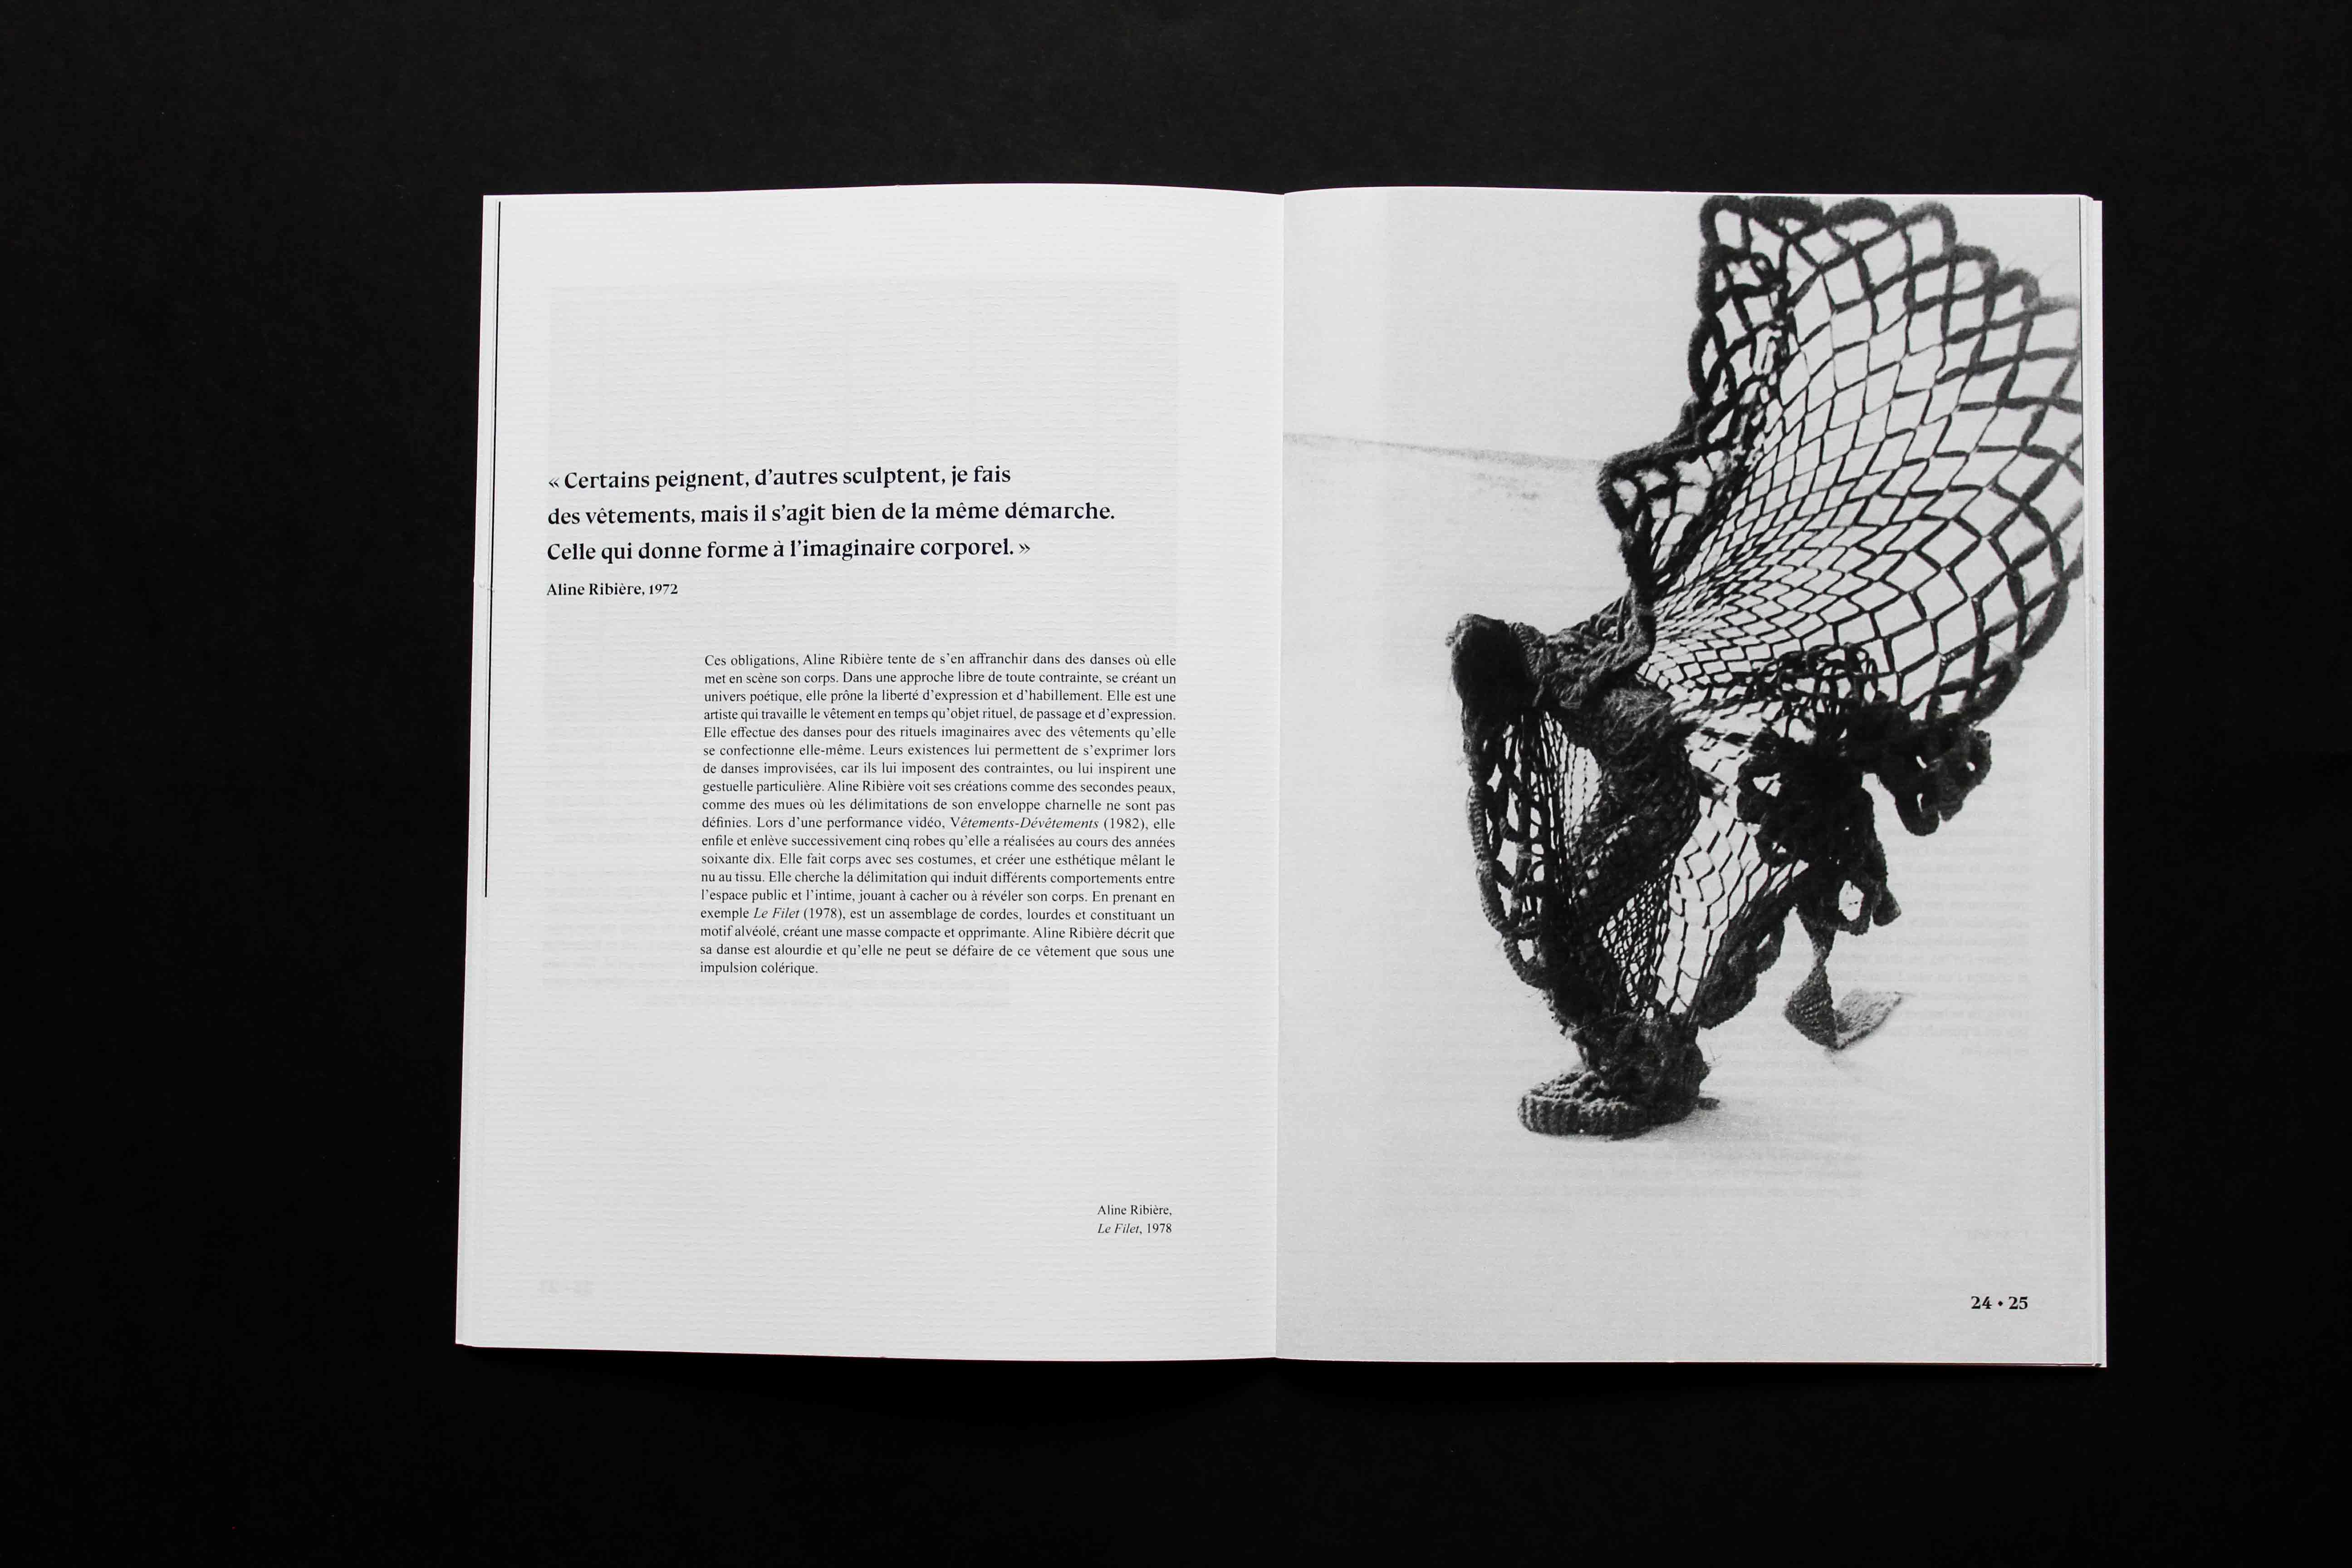 « Certains peignent, d’autres sculptent, je fais
des vêtements, mais il s’agit bien de la même démarche.
Celle qui donne forme à l’imaginaire corporel. »
Aline Ribière, 1972
Ces obligations, Aline Ribière tente de s’en affranchir dans des danses où elle
met en scène son corps. Dans une approche libre de toute contrainte, se créant un
univers poétique, elle prône la liberté d’expression et d’habillement. Elle est une
artiste qui travaille le vêtement en temps qu’objet rituel, de passage et d’expression.
Elle effectue des danses pour des rituels imaginaires avec des vêtements qu’elle
se confectionne elle-même. Leurs existences lui permettent de s’exprimer lors
de danses improvisées, car ils lui imposent des contraintes, ou lui inspirent une
gestuelle particulière. Aline Ribière voit ses créations comme des secondes peaux,
comme des mues où les délimitations de son enveloppe charnelle ne sont pas
définies. Lors d’une performance vidéo, Vêtements-Dévêtements (1982), elle
enfile et enlève successivement cinq robes qu’elle a réalisées au cours des années
soixante dix. Elle fait corps avec ses costumes, et créer une esthétique mêlant le
nu au tissu. Elle cherche la délimitation qui induit différents comportements entre
l’espace public et l’intime, jouant à cacher ou à révéler son corps. En prenant en
exemple Le Filet (1978), est un assemblage de cordes, lourdes et constituant un
motif alvéolé, créant une masse compacte et opprimante. Aline Ribière décrit que
sa danse est alourdie et qu’elle ne peut se défaire de ce vêtement que sous une
impulsion colérique.
Aline Ribière,
Le Filet, 1978
24 • 25